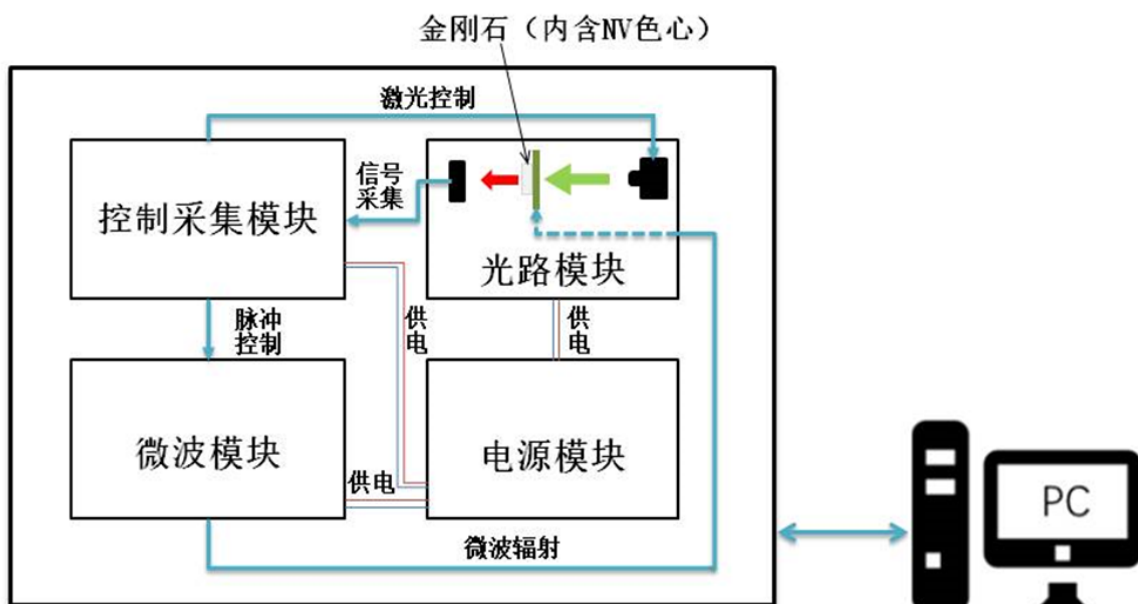 金刚石（内含NV色心）
激光控制
信号
采集
控制采集模块
光路模块
脉冲
控制
供
电
供
电
微波模块
供电
电源模块
微波辐射
PC